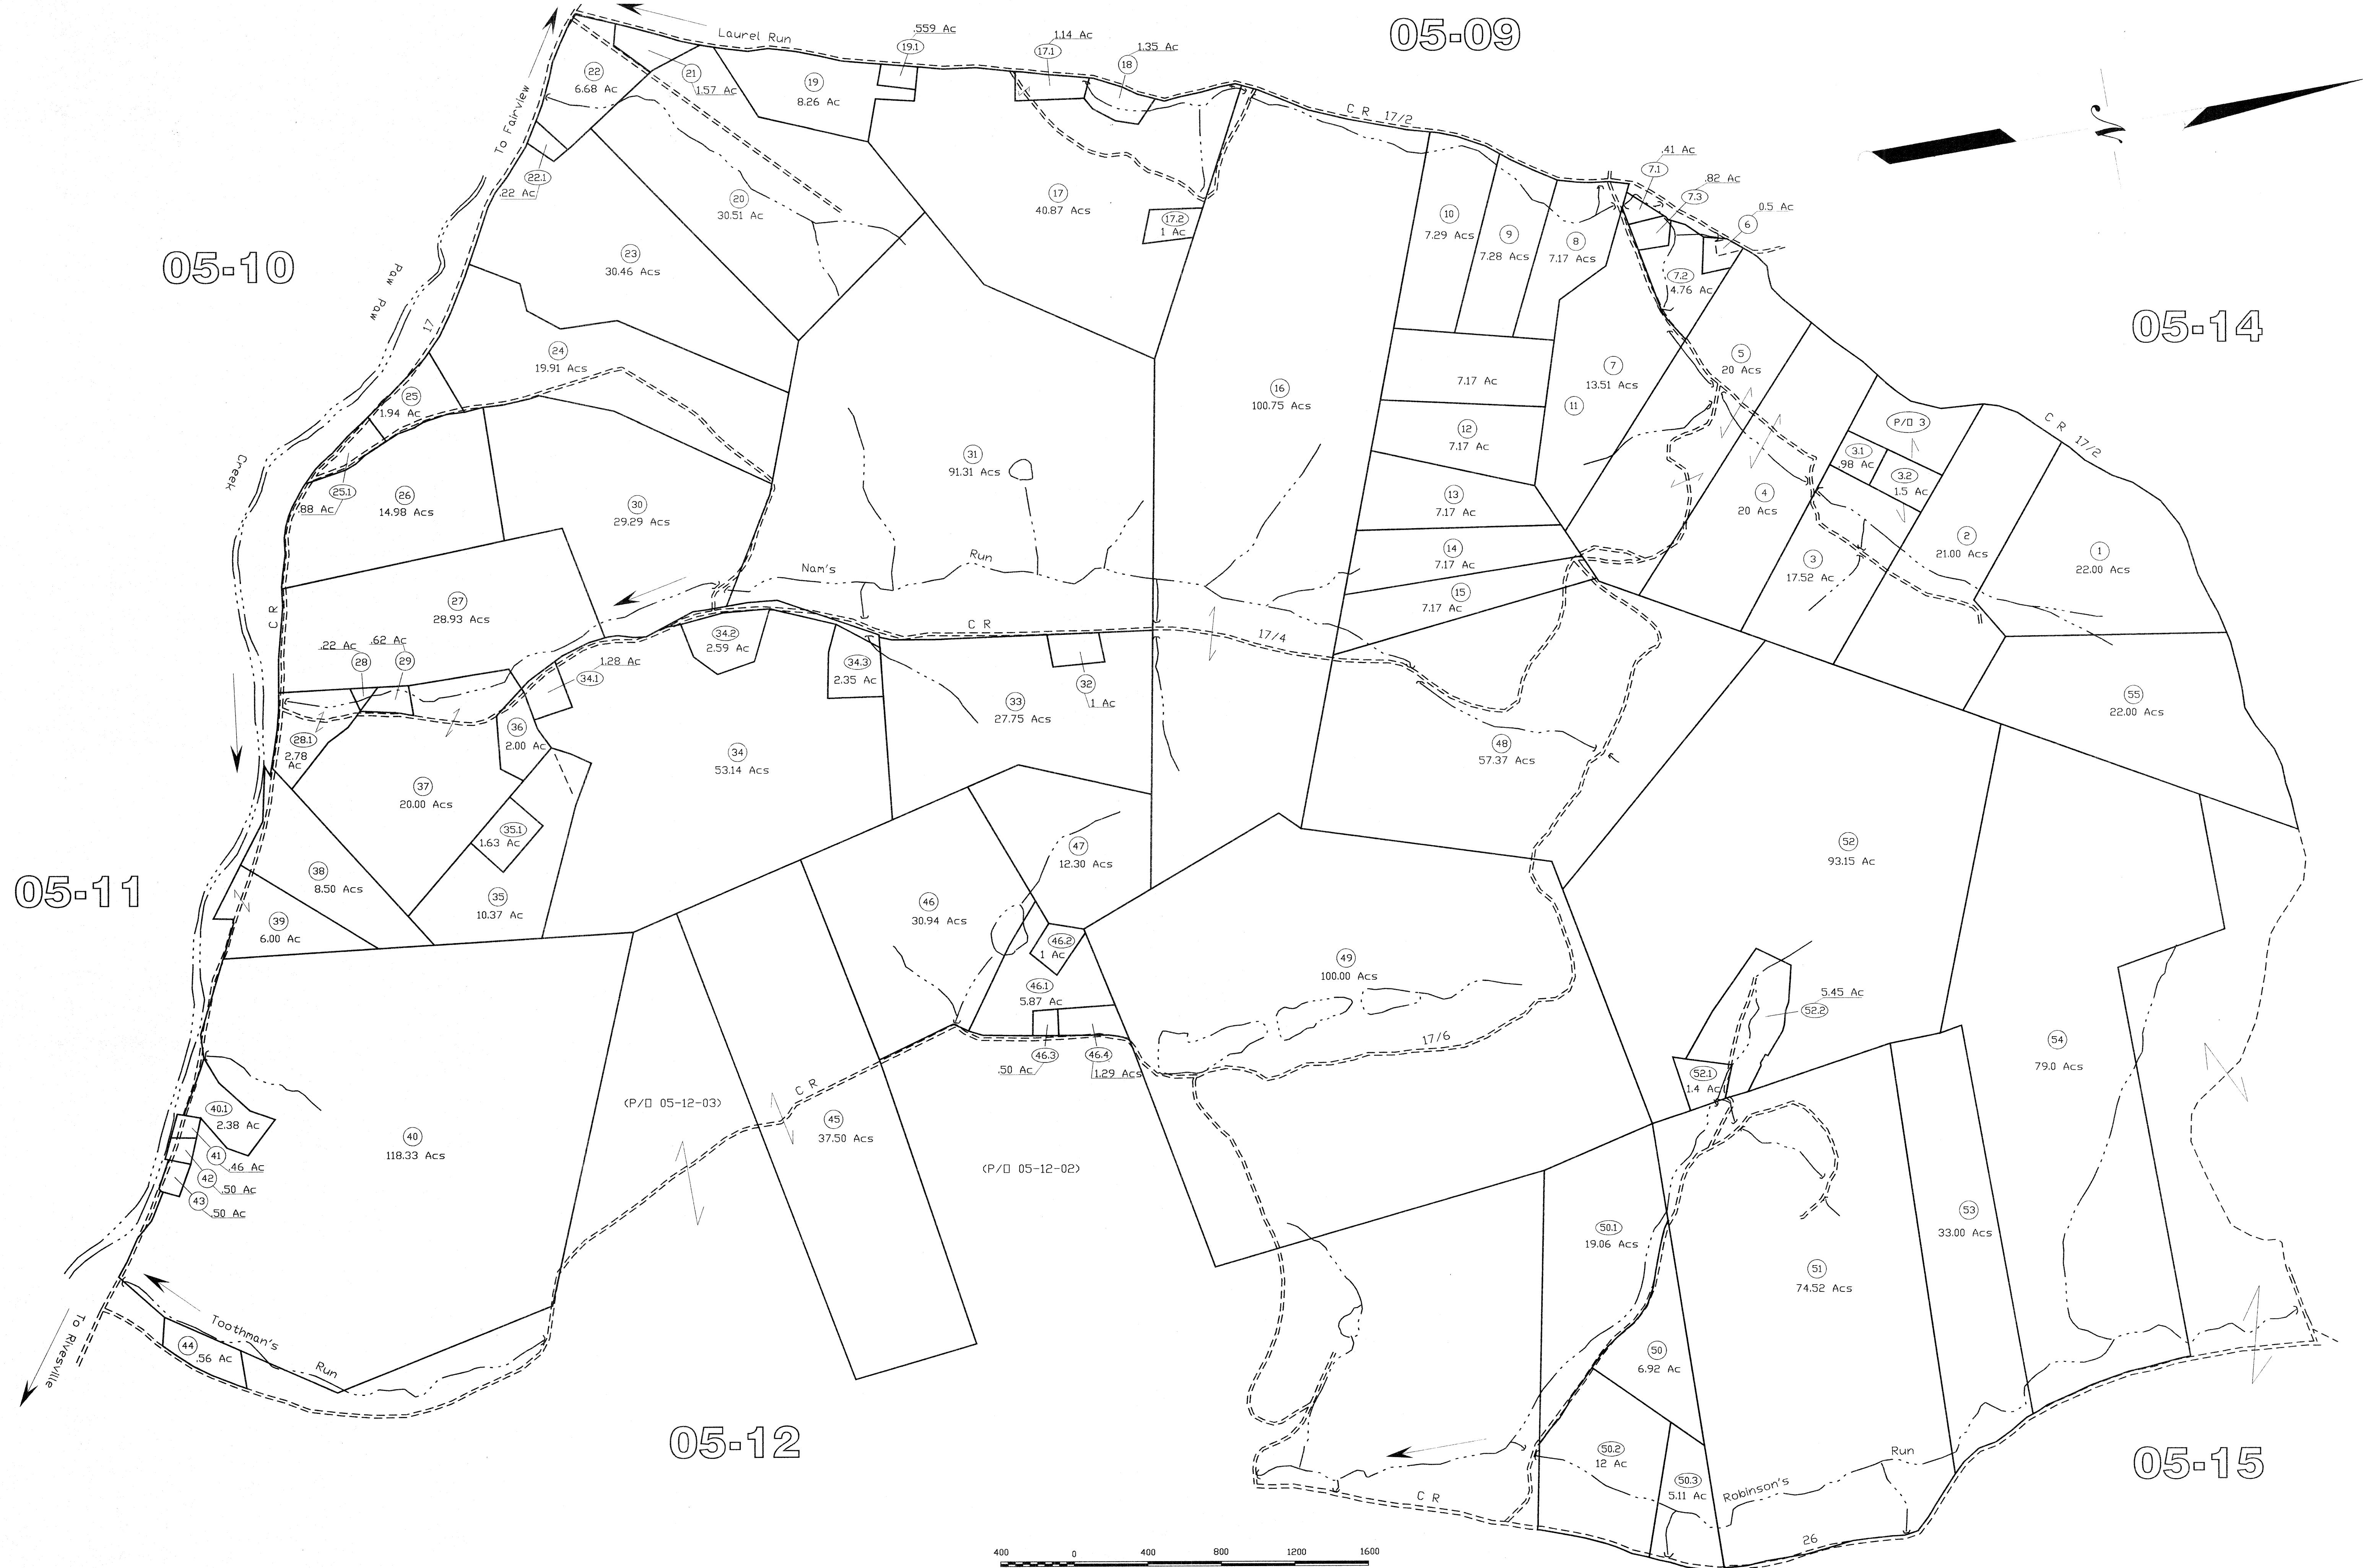 05-09
Laurel Run
.559 Ac
19.1
1.14 Ac
17.1
1.35 Ac
18
22
6.68 Ac
21
1.57 Ac
19
8.26 Ac
C R 17/2
To Fairview
22.1
.22 Ac
20
30.51 Ac
17
40.87 Acs
17.2
1 Ac
10
7.29 Acs
9
7.28 Acs
8
7.17 Acs
.41 Ac
7.1
.82 Ac
7.3
0.5 Ac
6
7.2
4.76 Ac
05-10
05-14
Paw Paw
Creek
17
23
30.46 Acs
24
19.91 Acs
25
1.94 Ac
25.1
.88 Ac
26
14.98 Acs
30
29.29 Acs
31
91.31 Acs
16
100.75 Acs
7.17 Ac
11
7
13.51 Acs
5
20 Acs
12
7.17 Ac
13
7.17 Ac
14
7.17 Ac
15
7.17 Ac
4
20 Acs
P/O 3
3.1
.98 Ac
3.2
1.5 Ac
3
17.52 Ac
2
21.00 Acs
1
22.00 Acs
C R 17/2
55
22.00 Acs
C R
27
28.93 Acs
Nam's Run
C R 17/4
.22 Ac
28
.62 Ac
29
28.1
2.78
Ac
1.28 Ac
34.1
34.2
2.59 Ac
34.3
2.35 Ac
32
1 Ac
33
27.75 Acs
34
53.14 Acs
36
2.00 Ac
37
20.00 Acs
35.1
1.63 Ac
35
10.37 Ac
38
8.50 Acs
39
6.00 Ac
05-11
48
57.37 Acs
47
12.30 Acs
46
30.94 Acs
46.2
1 Ac
46.1
5.87 Ac
46.3
.50 Ac
46.4
1.29 Acs
49
100.00 Acs
17/6
52
93.15 Ac
5.45 Ac
52.2
52.1
1.4 Ac
54
79.0 Acs
40.1
2.38 Ac
41
.46 Ac
42
.50 Ac
43
.50 Ac
40
118.33 Acs
(P/O 05-12-03)
C R
45
37.50 Acs
(P/O 05-12-02)
50.1
19.06 Acs
51
74.52 Acs
53
33.00 Acs
To Rivesville
Toothman's Run
44
.56 Ac
50
6.92 Ac
50.2
12 Ac
50.3
5.11 Ac
Robinson's Run
C R 26
05-12
05-15
400 0 400 800 1200 1600